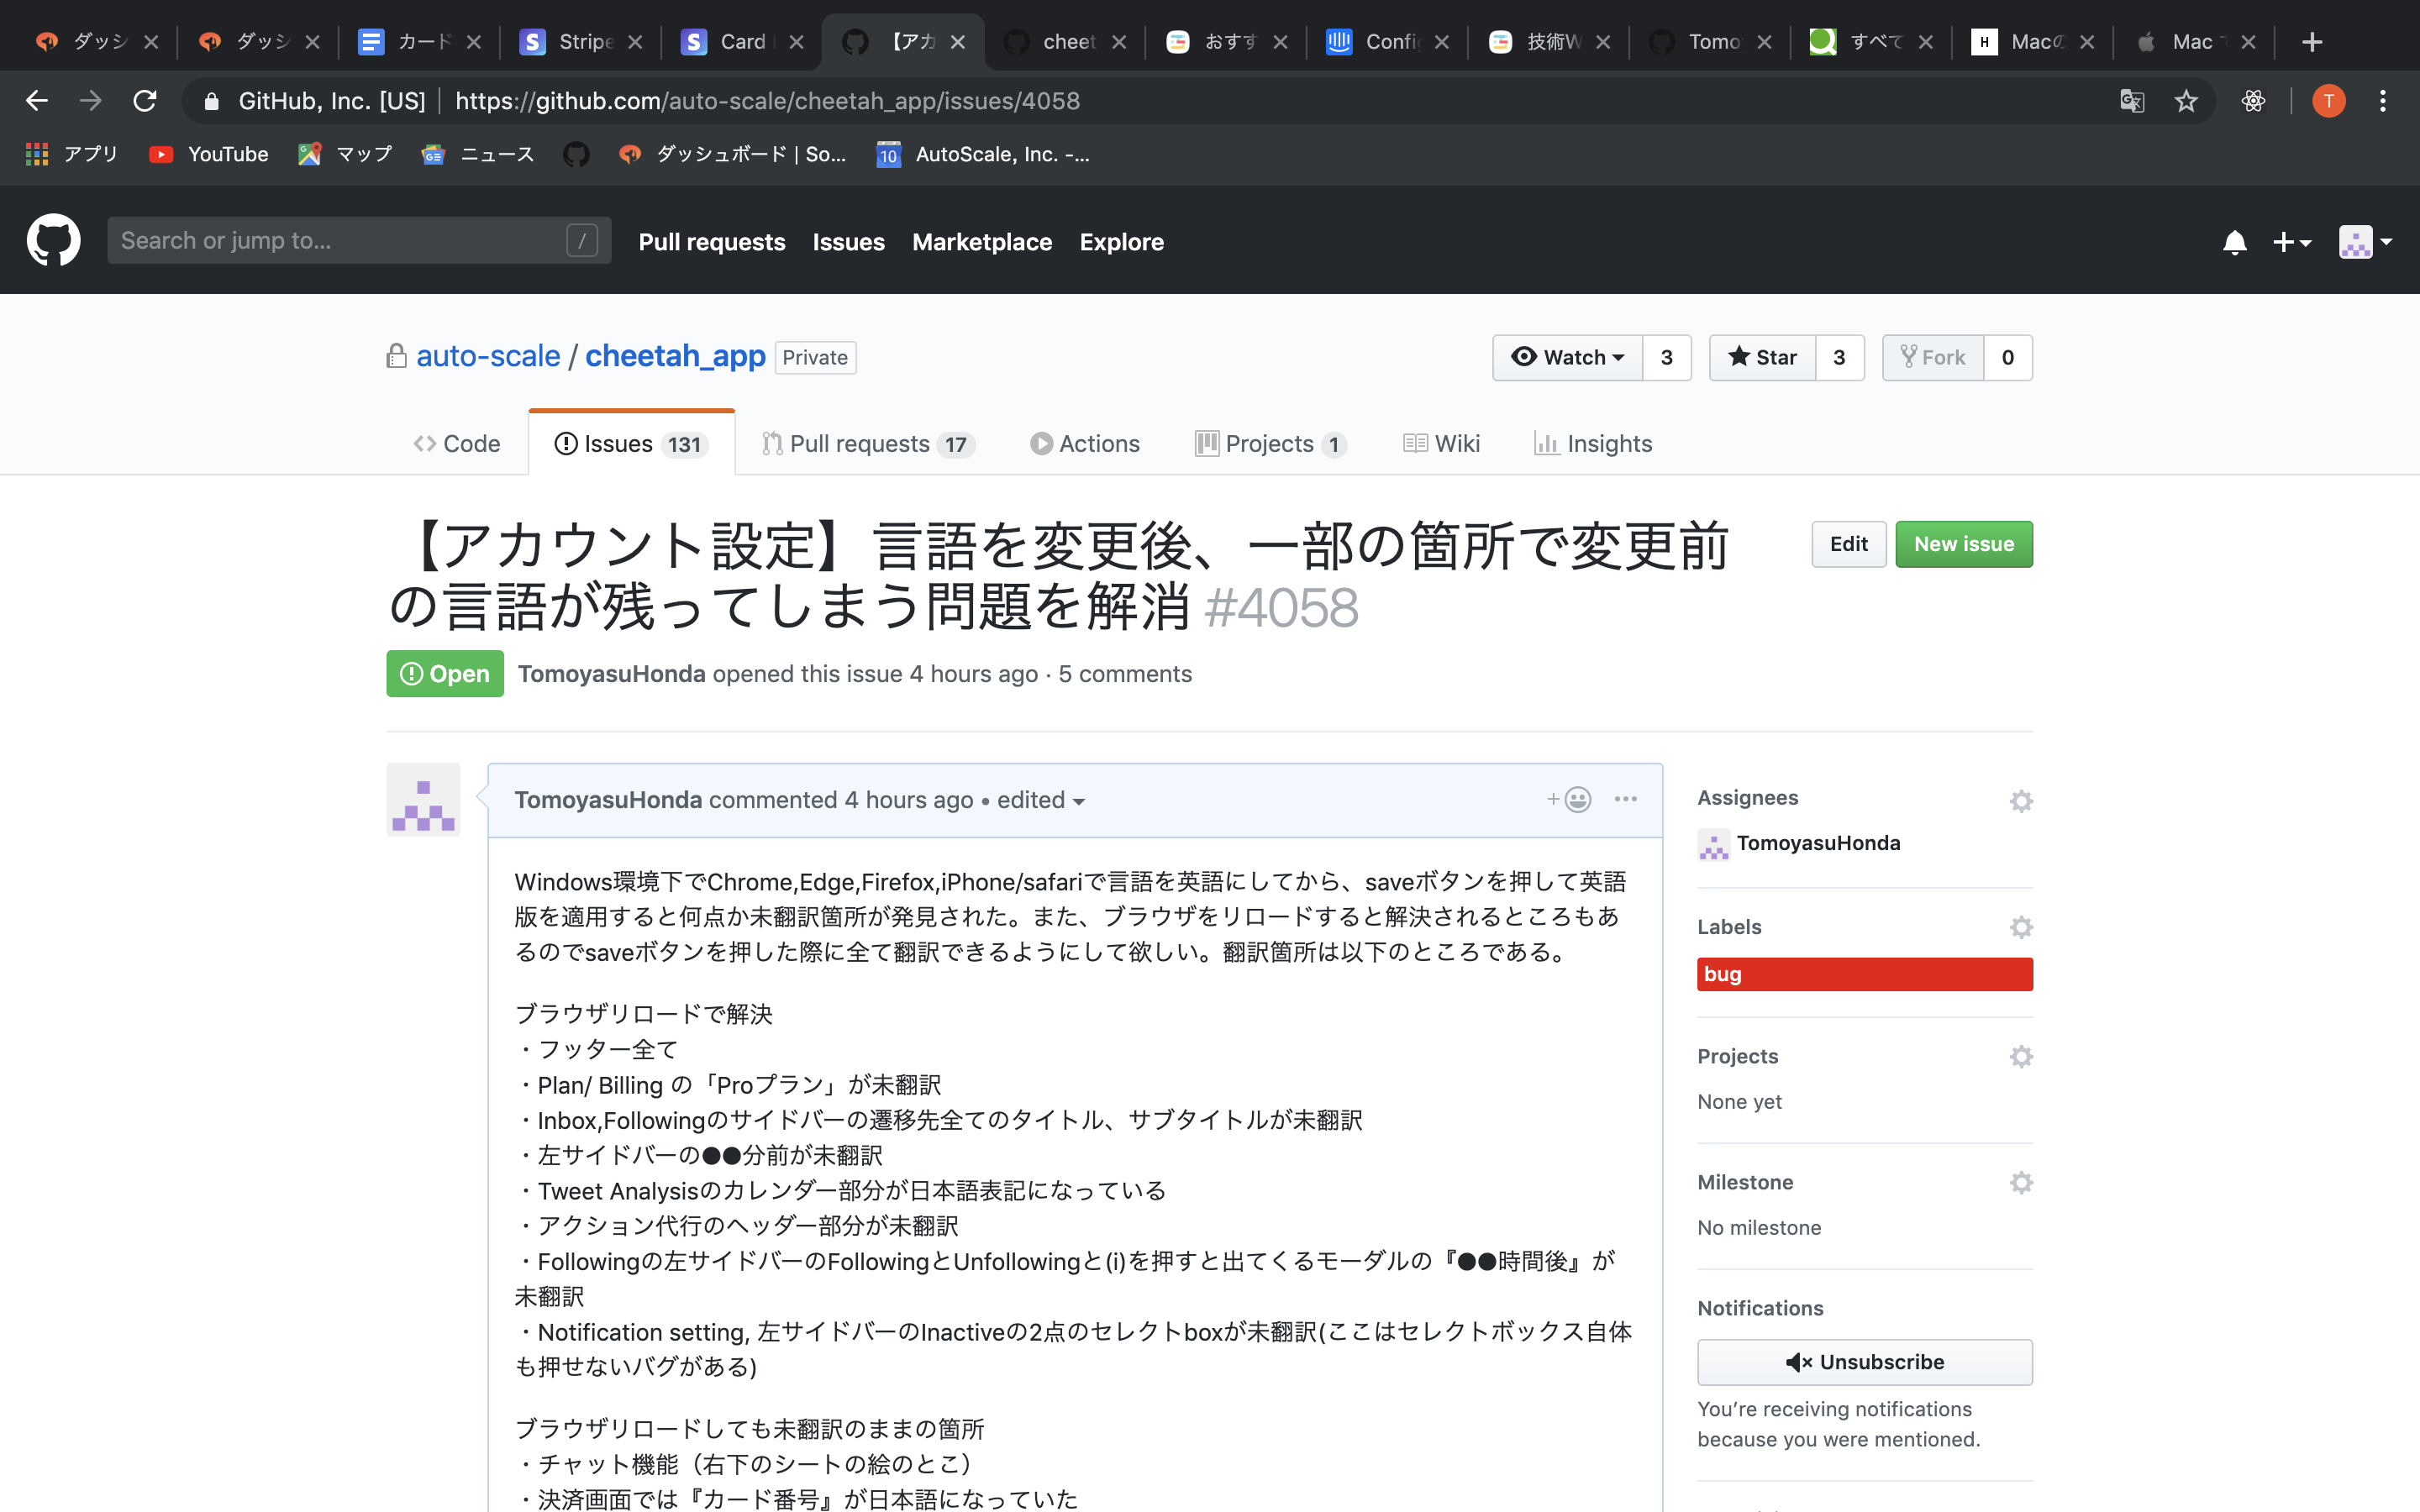 ダッシ
ダッシ
カード
Stripe
Card
【アカ
cheet
おすす
Confi
技術W
Tomo
すべて
H
Macの
Mac
GitHub, Inc. [US]
https://github.com/auto-scale/cheetah_app/issues/4058
T
アプリ
YouTube
マップ
ニュース
ダッシュボード | So...
10
AutoScale, Inc. -...
Search or jump to...
/
Pull requests
Issues
Marketplace
Explore
auto-scale / cheetah_app
Private
Watch
3
Star
3
Fork
0
Code
Issues 131
Pull requests 17
Actions
Projects 1
Wiki
Insights
【アカウント設定】言語を変更後、一部の箇所で変更前
の言語が残ってしまう問題を解消 #4058
Edit
New issue
Open
TomoyasuHonda opened this issue 4 hours ago · 5 comments
TomoyasuHonda commented 4 hours ago • edited
Windows環境下でChrome,Edge,Firefox,iPhone/safariで言語を英語にしてから、saveボタンを押して英語
版を適用すると何点か未翻訳箇所が発見された。また、ブラウザをリロードすると解決されるところもあ
るのでsaveボタンを押した際に全て翻訳できるようにして欲しい。翻訳箇所は以下のところである。
ブラウザリロードで解決
・フッター全て
・Plan/ Billing の「Proプラン」が未翻訳
・Inbox,Followingのサイドバーの遷移先全てのタイトル、サブタイトルが未翻訳
・左サイドバーの●●分前が未翻訳
・Tweet Analysisのカレンダー部分が日本語表記になっている
・アクション代行のヘッダー部分が未翻訳
・Followingの左サイドバーのFollowingとUnfollowingと(i)を押すと出てくるモーダルの『●●時間後』が
未翻訳
・Notification setting, 左サイドバーのInactiveの2点のセレクトboxが未翻訳(ここはセレクトボックス自体
も押せないバグがある)
ブラウザリロードしても未翻訳のままの箇所
・チャット機能（右下のシートの絵のとこ）
・決済画面では『カード番号』が日本語になっていた
Assignees
TomoyasuHonda
Labels
bug
Projects
None yet
Milestone
No milestone
Notifications
Unsubscribe
You’re receiving notifications
because you were mentioned.